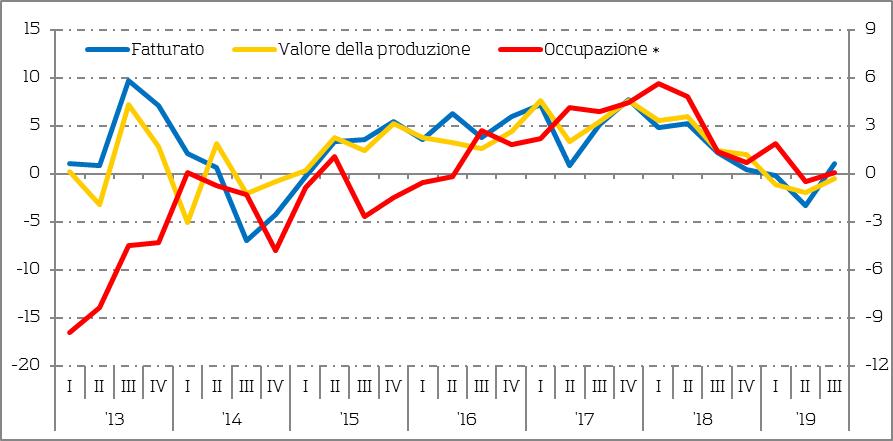 15 9
Fatturato Valore della produzione Occupazione *
10 6
5 3
0 0
-5 -3
-10 -6
-15 -9
-20 -12
I II III IV I II III IV I II III IV I II III IV I II III IV I II III IV I II III
'13 '14 '15 '16 '17 '18 '19